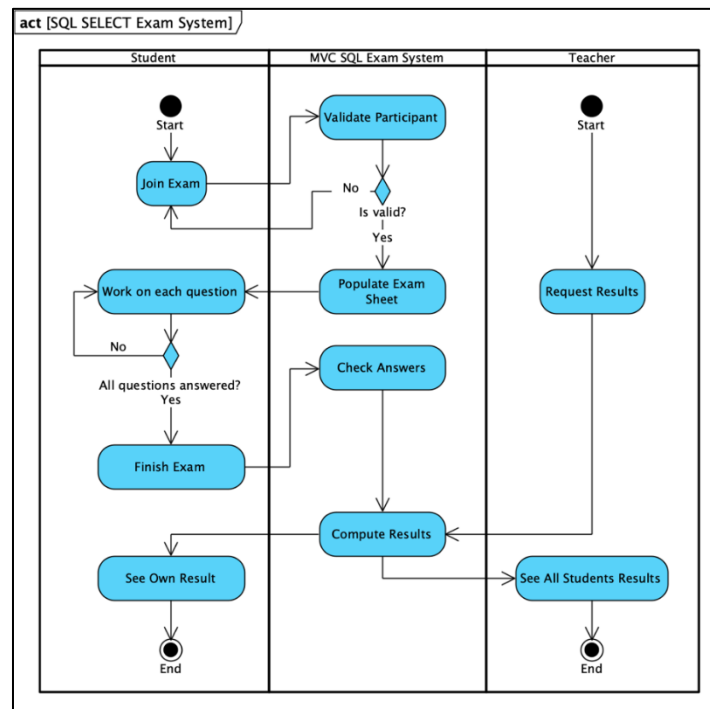 act [SQL SELECT Exam System]
Student
MVC SQL Exam System
Teacher
Start
Validate Participant
Start
Join Exam
No
Is valid?
Yes
Work on each question
Populate Exam
Sheet
Request Results
No
All questions answered?
Yes
Check Answers
Finish Exam
Compute Results
See Own Result
See All Students Results
End
End